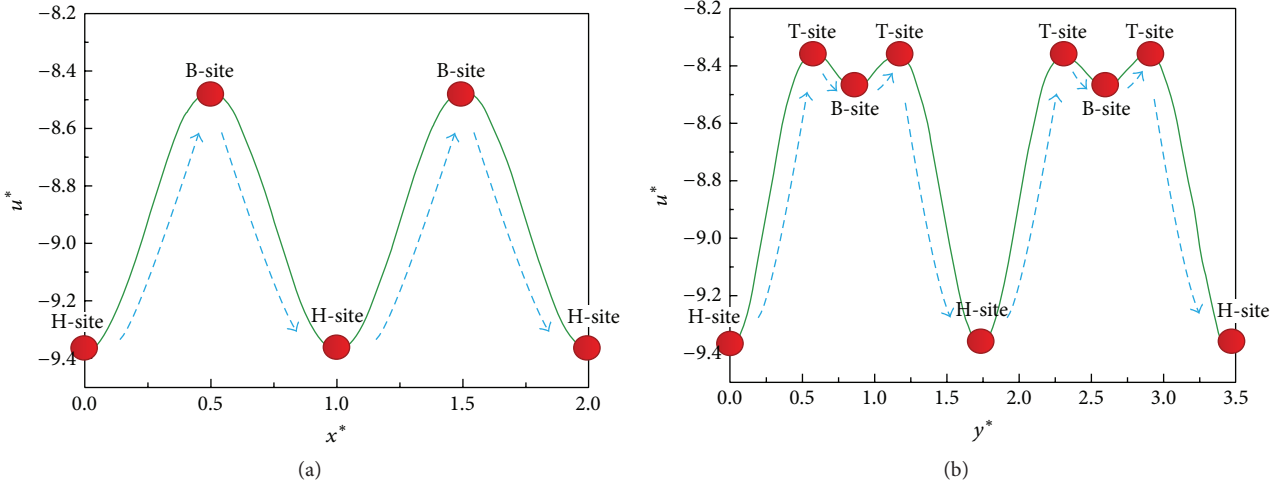 −8.2
−8.4
−8.6
−8.8
−9.0
−9.2
−9.4
u*
H-site
B-site
H-site
B-site
H-site
0.0 0.5 1.0 1.5 2.0
x*
(a)
−8.2
−8.4
−8.6
−8.8
−9.0
−9.2
−9.4
u*
T-site T-site T-site T-site
B-site B-site
H-site H-site H-site
0.0 0.5 1.0 1.5 2.0 2.5 3.0 3.5
y*
(b)